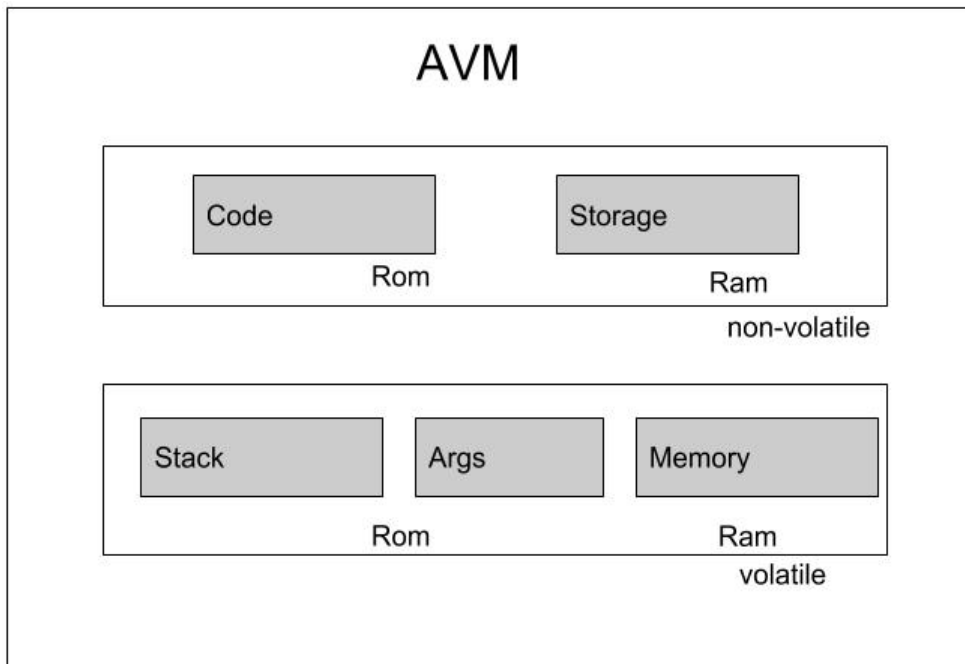 AVM
Code
Storage
Rom
Ram
non-volatile
Stack
Args
Memory
Rom
Ram
volatile